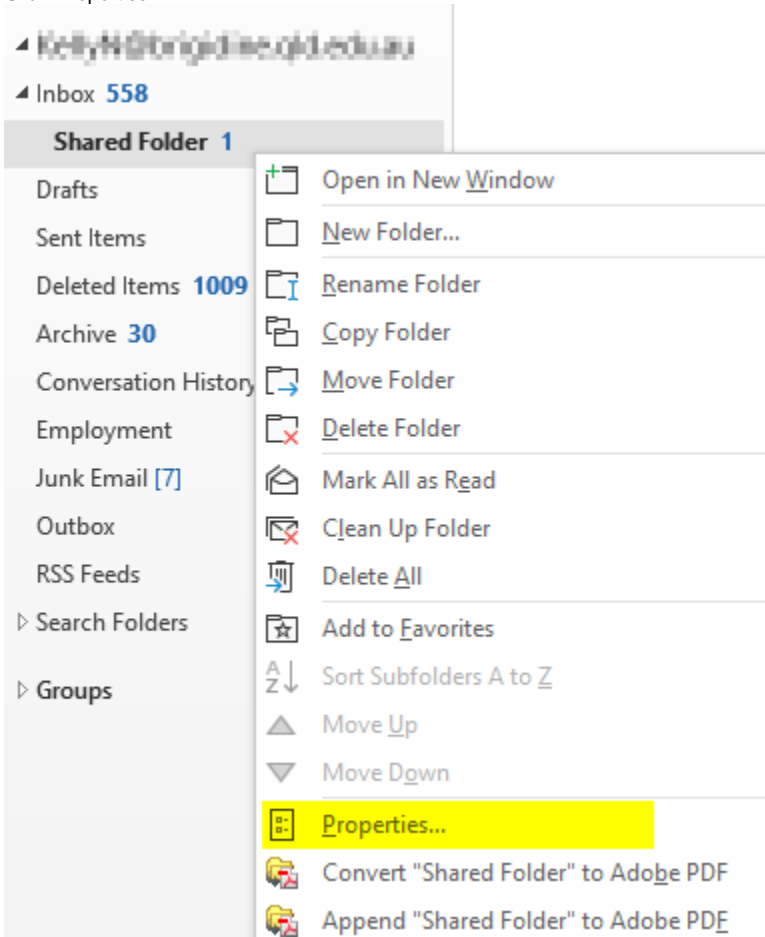 Inbox 558
Shared Folder 1
Drafts
Sent Items
Deleted Items 1009
Archive 30
Conversation History
Employment
Junk Email [7]
Outbox
RSS Feeds
Search Folders
Groups
Open in New Window
New Folder...
Rename Folder
Copy Folder
Move Folder
Delete Folder
Mark All as Read
Clean Up Folder
Delete All
Add to Favorites
Sort Subfolders A to Z
Move Up
Move Down
Properties...
Convert "Shared Folder" to Adobe PDF
Append "Shared Folder" to Adobe PDF